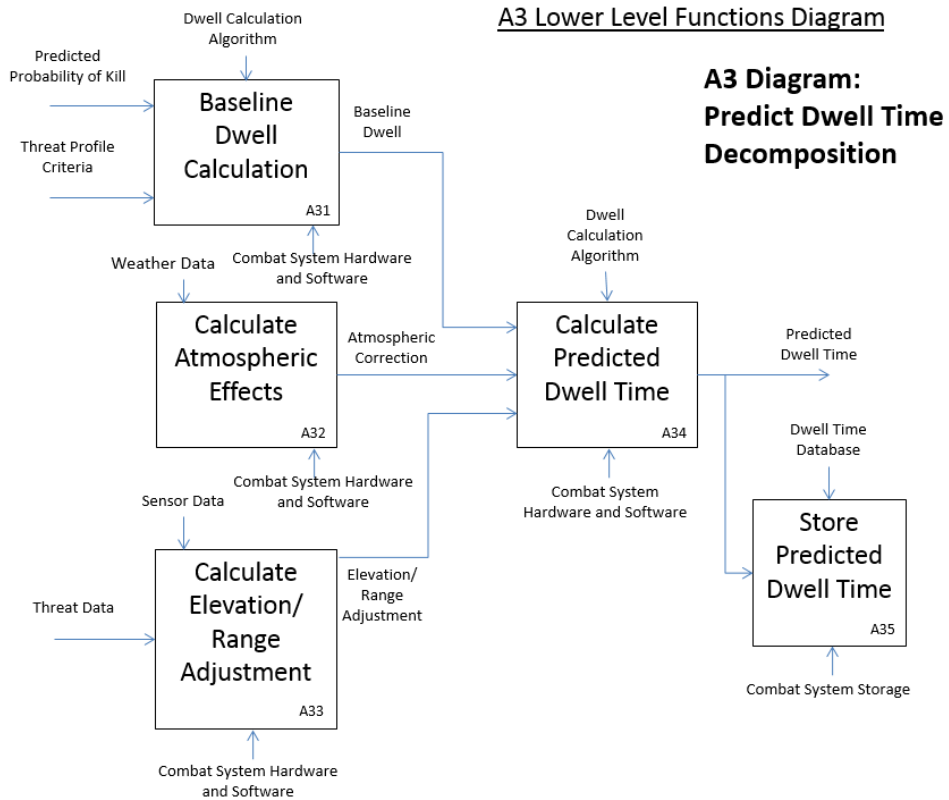 A3 Lower Level Functions Diagram
A3 Diagram:
Predict Dwell Time
Decomposition
Dwell Calculation
Algorithm
Predicted
Probability of Kill
Threat Profile
Criteria
Baseline
Dwell
Calculation
A31
Baseline
Dwell
Combat System Hardware
and Software
Weather Data
Calculate
Atmospheric
Effects
A32
Atmospheric
Correction
Combat System Hardware
and Software
Sensor Data
Threat Data
Calculate
Elevation/
Range
Adjustment
A33
Elevation/
Range
Adjustment
Combat System Hardware
and Software
Dwell
Calculation
Algorithm
Calculate
Predicted
Dwell Time
A34
Combat System
Hardware and Software
Predicted
Dwell Time
Dwell Time
Database
Store
Predicted
Dwell Time
A35
Combat System Storage